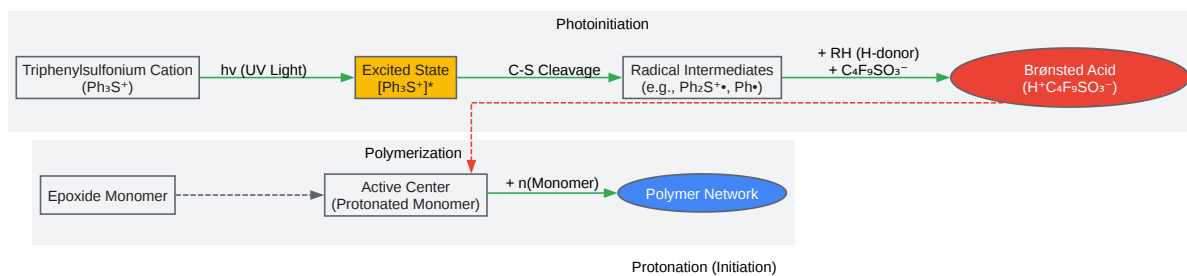 Photoinitiation
Triphenylsulfonium Cation
(Ph₃S⁺)
hv (UV Light)
Excited State
[Ph₃S⁺]*
C-S Cleavage
Radical Intermediates
(e.g., Ph₂S⁺•, Ph•)
+ RH (H-donor)
+ C₄F₉SO₃⁻
Brønsted Acid
(H⁺C₄F₉SO₃⁻)
Polymerization
Epoxide Monomer
Active Center
(Protonated Monomer)
+ n(Monomer)
Polymer Network
Protonation (Initiation)